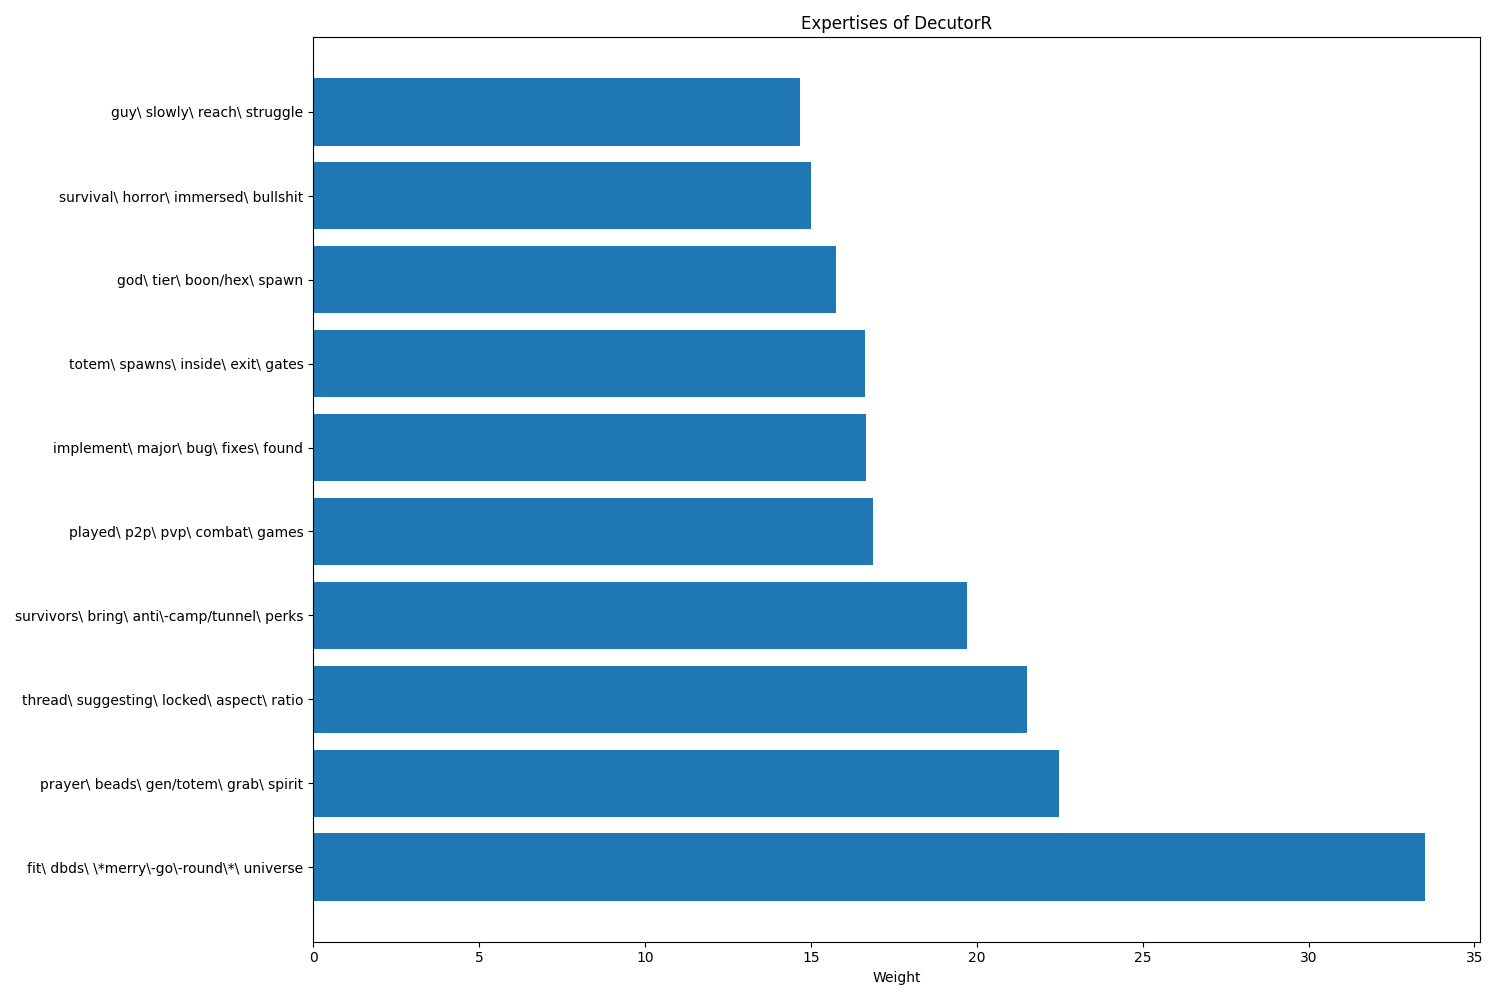 Expertises of DecutorR
guy\ slowly\ reach\ struggle
survival\ horror\ immersed\ bullshit
god\ tier\ boon/hex\ spawn
totem\ spawns\ inside\ exit\ gates
implement\ major\ bug\ fixes\ found
played\ p2p\ pvp\ combat\ games
survivors\ bring\ anti\-camp/tunnel\ perks
thread\ suggesting\ locked\ aspect\ ratio
prayer\ beads\ gen/totem\ grab\ spirit
fit\ dbds\ \*merry\-go\-round\*\ universe
0 5 10 15 20 25 30 35
Weight